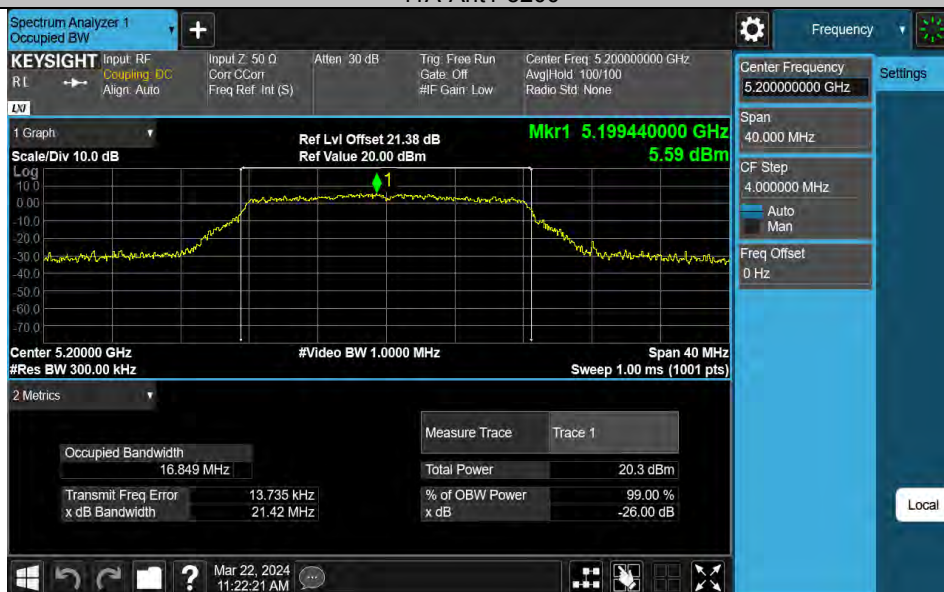 Spectrum Analyzer 1
Occupied BW
+
Frequency
KEYSIGHT
Input: RF
Coupling: DC
Align: Auto
Input Z: 50 Ω
Corr CCorr
Freq Ref: Int (S)
Atten: 30 dB
Trig: Free Run
Gate: Off
#IF Gain: Low
Center Freq: 5.200000000 GHz
Avg|Hold: 100/100
Radio Std: None
LXI
Center Frequency
5.200000000 GHz
Settings
Span
40.000 MHz
CF Step
4.000000 MHz
Auto
Man
Freq Offset
0 Hz
Local
1 Graph
Scale/Div 10.0 dB
Ref Lvl Offset 21.38 dB
Ref Value 20.00 dBm
Mkr1 5.199440000 GHz
5.59 dBm
Log
1
10.0
0.00
-10.0
-20.0
-30.0
-40.0
-50.0
-60.0
-70.0
Center 5.20000 GHz
#Res BW 300.00 kHz
#Video BW 1.0000 MHz
Span 40 MHz
Sweep 1.00 ms (1001 pts)
2 Metrics
Occupied Bandwidth
16.849 MHz
Transmit Freq Error 13.735 kHz
x dB Bandwidth 21.42 MHz
Measure Trace Trace 1
Total Power 20.3 dBm
% of OBW Power 99.00 %
x dB -26.00 dB
?
Mar 22, 2024
11:22:21 AM